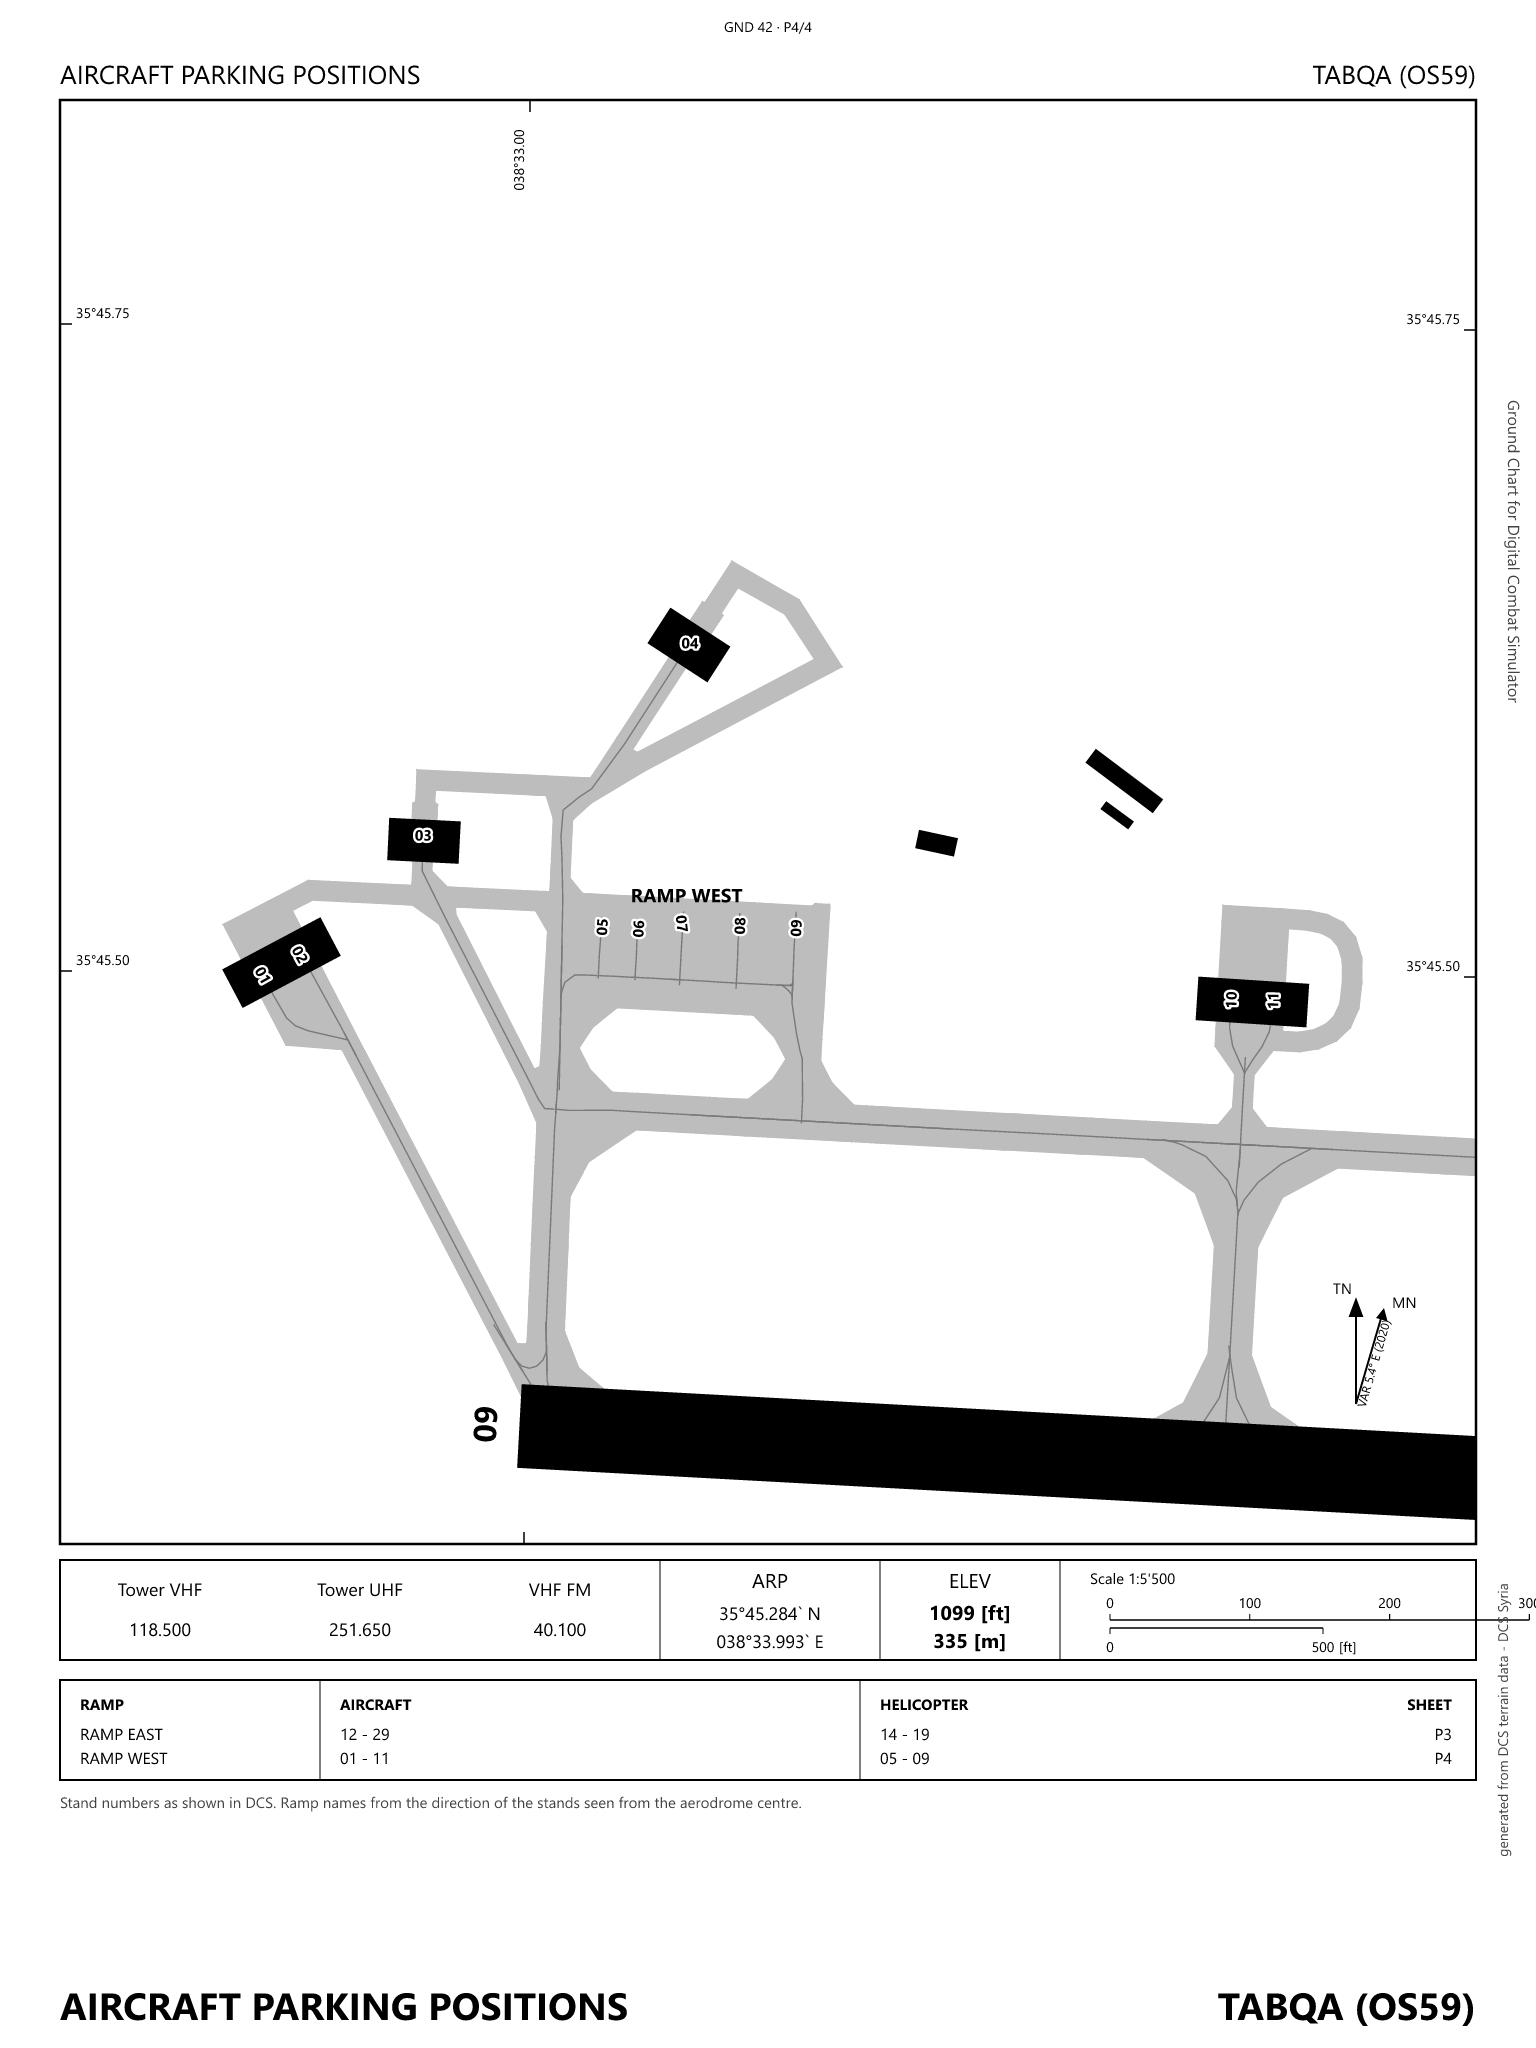 GND 42 · P4/4
AIRCRAFT PARKING POSITIONS
TABQA (OS59)
038°33.00
35°45.75
35°45.75
Ground Chart for Digital Combat Simulator
04
03
RAMP WEST
05
06
07
08
09
01
02
35°45.50
35°45.50
10
11
TN
MN
VAR 5.4° E (2020)
09
Tower VHF
118.500
Tower UHF
251.650
VHF FM
40.100
ARP
35°45.284` N
038°33.993` E
ELEV
1099 [ft]
335 [m]
Scale 1:5'500
0 100 200 300
0 500 [ft]
RAMP AIRCRAFT HELICOPTER SHEET
RAMP EAST 12 - 29 14 - 19 P3
RAMP WEST 01 - 11 05 - 09 P4
generated from DCS terrain data - DCS Syria
Stand numbers as shown in DCS. Ramp names from the direction of the stands seen from the aerodrome centre.
AIRCRAFT PARKING POSITIONS
TABQA (OS59)